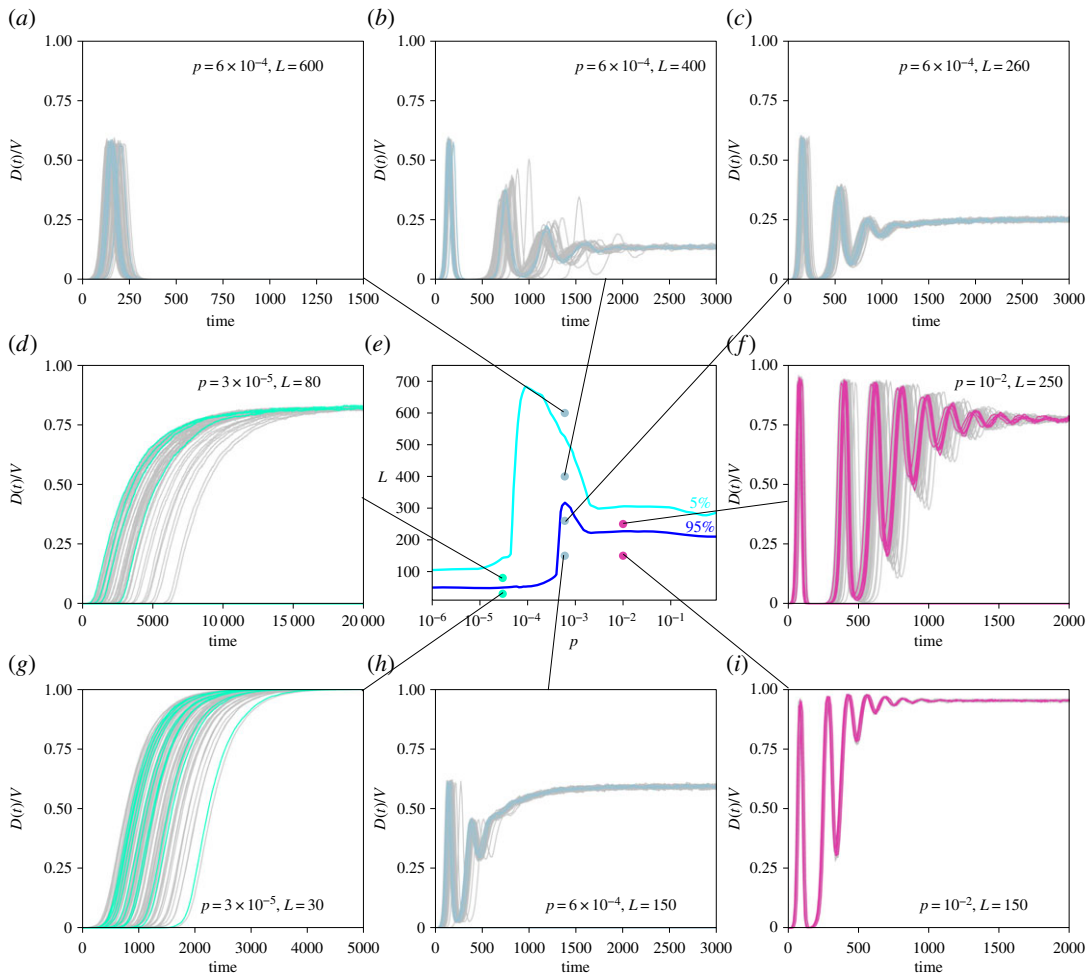 (a)
(b)
(c)
1.00
0.75
0.50
0.25
0
D(t)/V
p = 6 × 10⁻⁴, L = 600
0 250 500 750 1000 1250 1500
time
1.00
0.75
0.50
0.25
0
D(t)/V
p = 6 × 10⁻⁴, L = 400
0 500 1000 1500 2000 2500 3000
time
1.00
0.75
0.50
0.25
0
D(t)/V
p = 6 × 10⁻⁴, L = 260
0 500 1000 1500 2000 2500 3000
time
(d)
(e)
(f)
1.00
0.75
0.50
0.25
0
D(t)/V
p = 3 × 10⁻⁵, L = 80
0 5000 10 000 15 000 20 000
time
700
600
500
400
300
200
100
L
5%
95%
10⁻⁶ 10⁻⁵ 10⁻⁴ 10⁻³ 10⁻² 10⁻¹
p
1.00
0.75
0.50
0.25
0
D(t)/V
p = 10⁻², L = 250
0 500 1000 1500 2000
time
(g)
(h)
(i)
1.00
0.75
0.50
0.25
0
D(t)/V
p = 3 × 10⁻⁵, L = 30
0 1000 2000 3000 4000 5000
time
1.00
0.75
0.50
0.25
0
D(t)/V
p = 6 × 10⁻⁴, L = 150
0 500 1000 1500 2000 2500 3000
time
1.00
0.75
0.50
0.25
0
D(t)/V
p = 10⁻², L = 150
0 500 1000 1500 2000
time